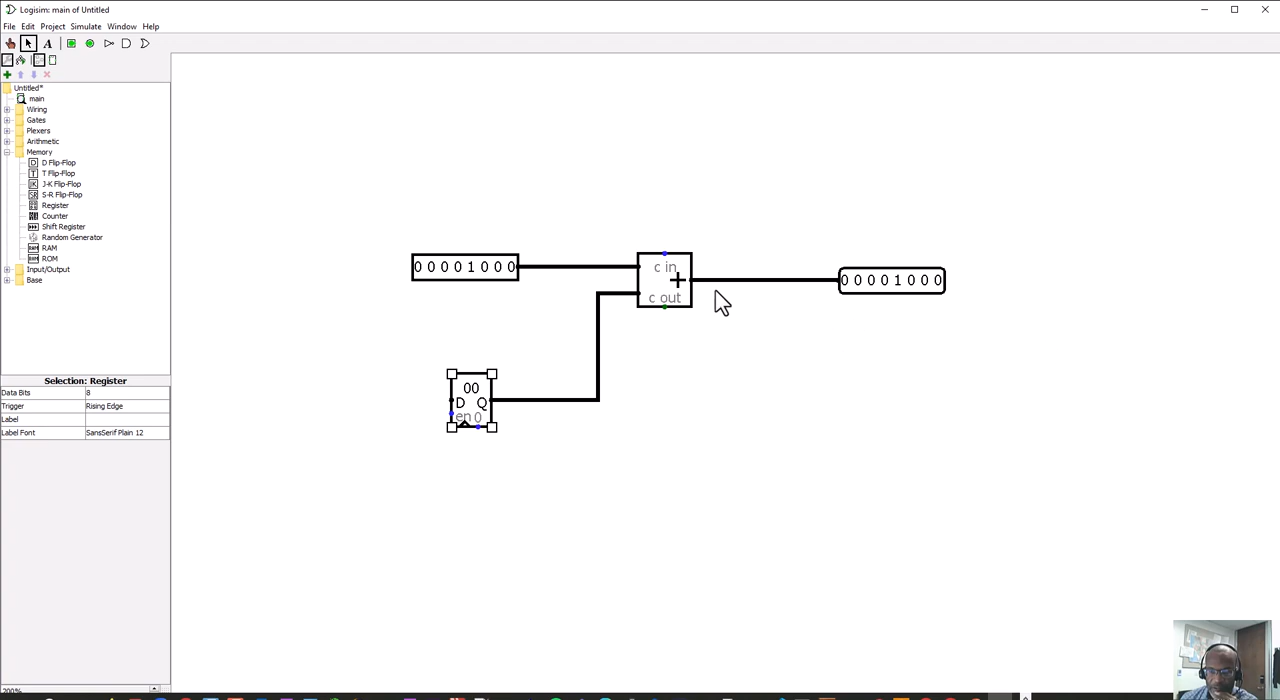 Logisim: main of Untitled
File Edit Project Simulate Window Help
A
Untitled*
main
Wiring
Gates
Plexers
Arithmetic
Memory
D Flip-Flop
T Flip-Flop
J-K Flip-Flop
S-R Flip-Flop
Register
Counter
Shift Register
Random Generator
RAM
ROM
Input/Output
Base
Selection: Register
Data Bits 8
Trigger Rising Edge
Label
Label Font SansSerif Plain 12
200%
0 0 0 0 1 0 0 0
c in
+
c out
0 0 0 0 1 0 0 0
00
D Q
en 0